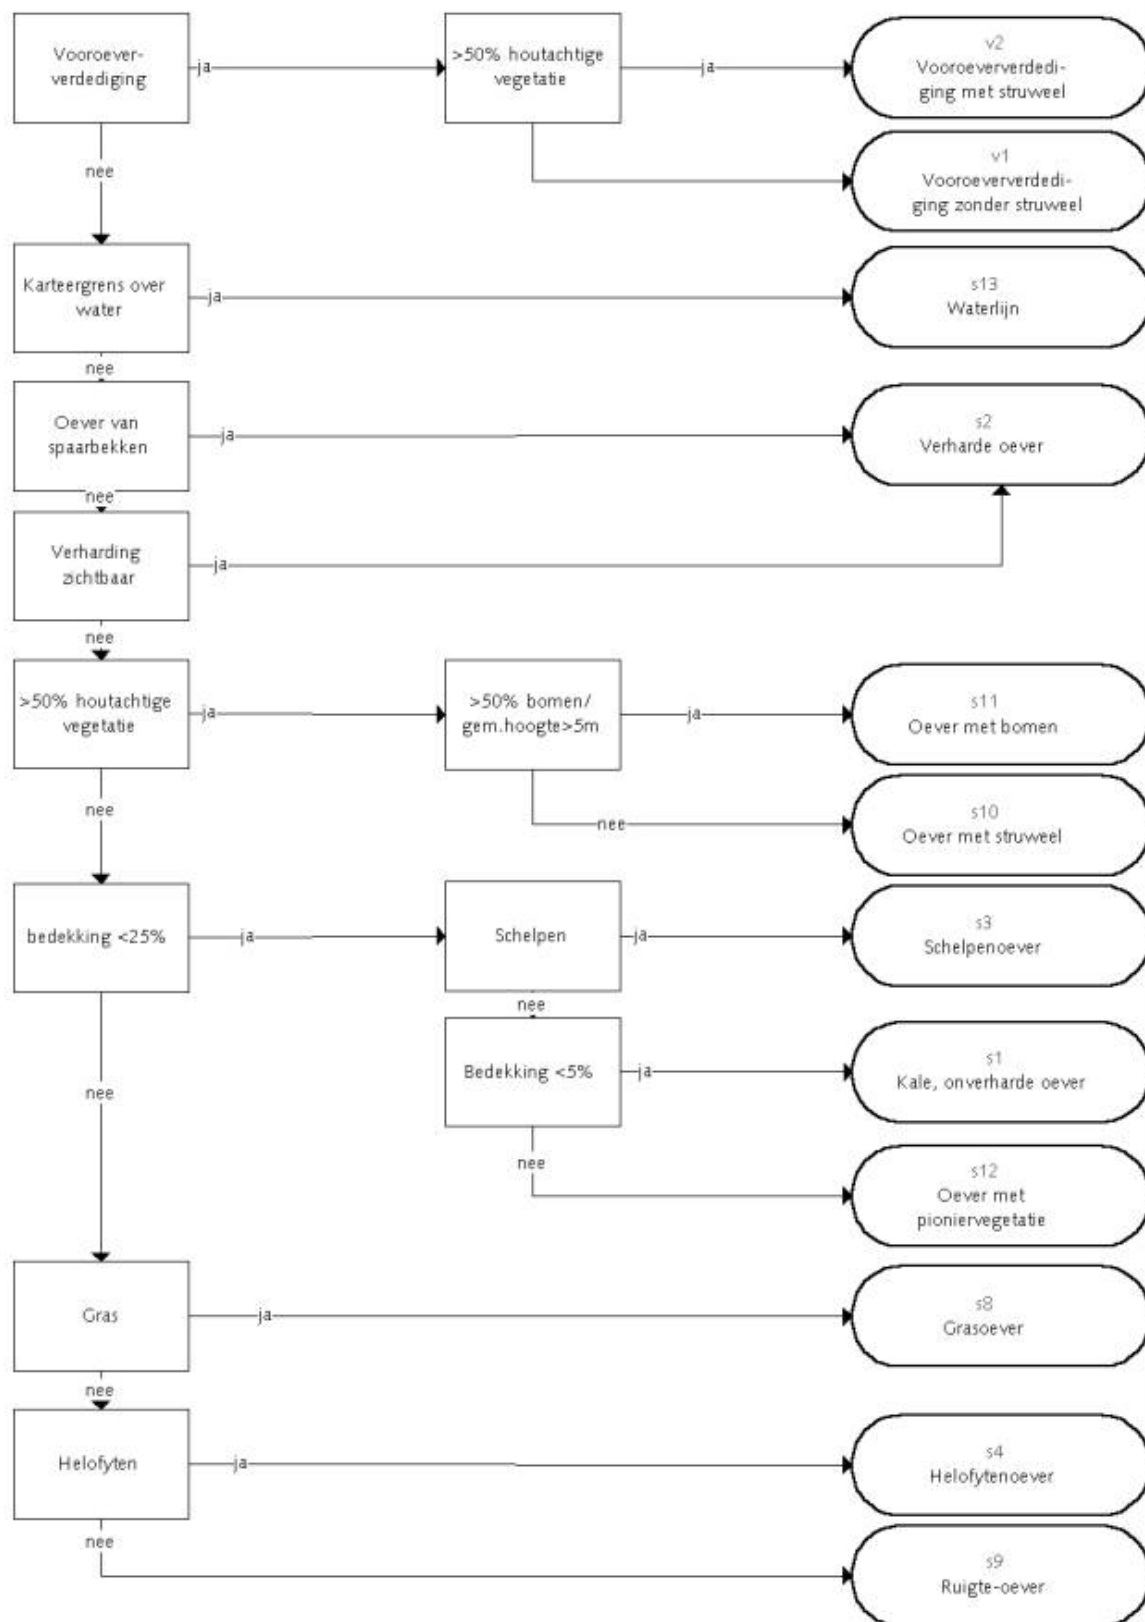 Vooroever-
verdediging
ja
>50% houtachtige
vegetatie
ja
v2
Vooroeververdedi-
ging met struweel
v1
Vooroeververdedi-
ging zonder struweel
nee
Karteergrens over
water
ja
s13
Waterlijn
nee
Oever van
spaarbekken
ja
s2
Verharde oever
nee
Verharding
zichtbaar
ja
nee
>50% houtachtige
vegetatie
ja
>50% bomen/
gem.hoogte>5m
ja
s11
Oever met bomen
nee
nee
s10
Oever met struweel
bedekking <25%
ja
Schelpen
ja
s3
Schelpenoever
nee
Bedekking <5%
ja
s1
Kale, onverharde oever
nee
nee
s12
Oever met
pioniervegetatie
Gras
ja
s8
Grasoever
nee
Helofyten
ja
s4
Helofytenoever
nee
s9
Ruigte-oever